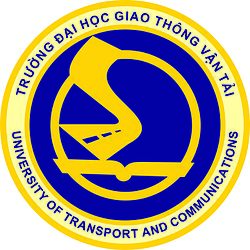 TRƯỜNG ĐẠI HỌC GIAO THÔNG VẬN TẢI
UNIVERSITY OF TRANSPORT AND COMMUNICATIONS